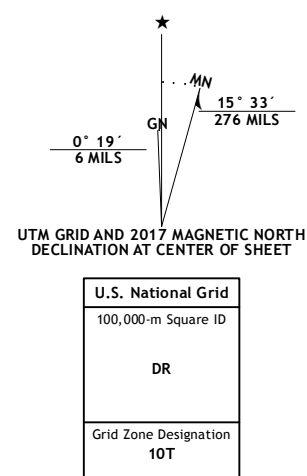 ★
MN
15° 33´
276 MILS
GN
0° 19´
6 MILS
UTM GRID AND 2017 MAGNETIC NORTH
DECLINATION AT CENTER OF SHEET
U.S. National Grid
100,000-m Square ID
DR
Grid Zone Designation
10T